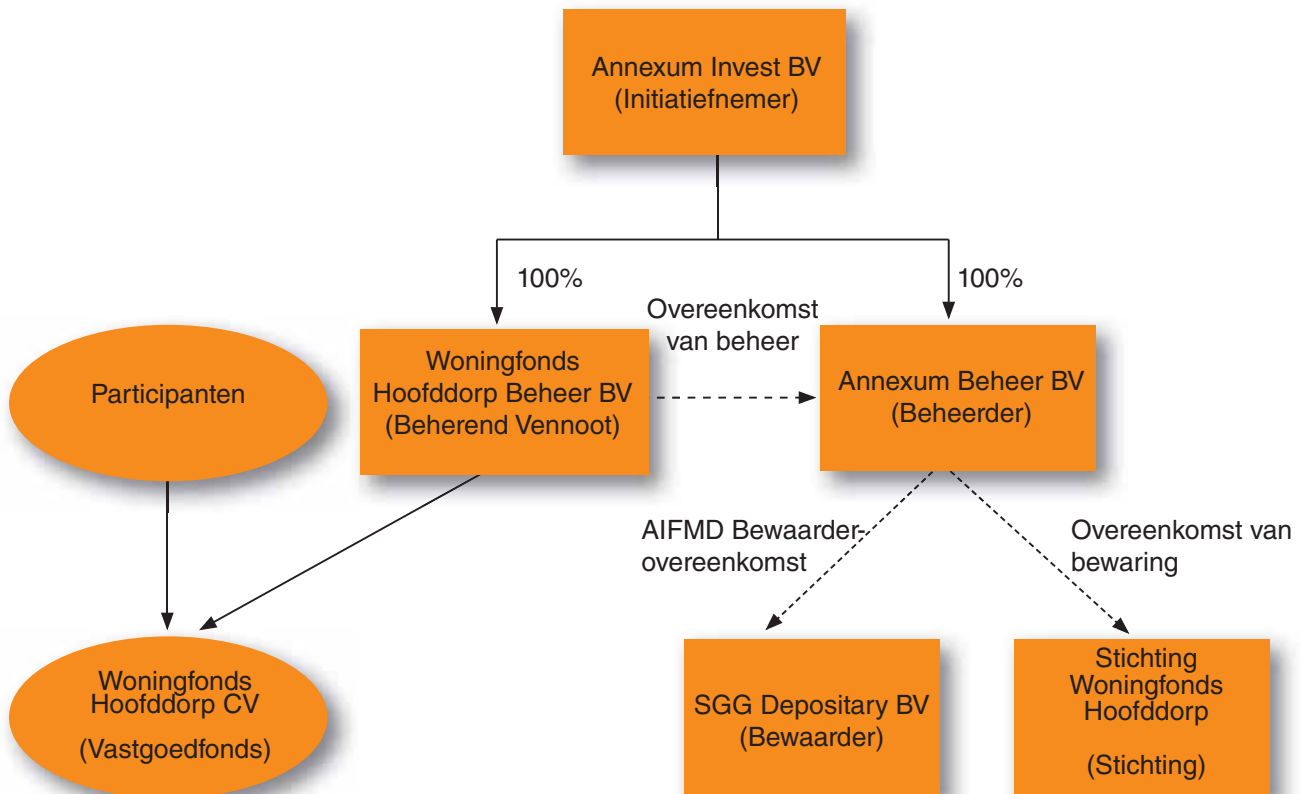 Annexum Invest BV
(Initiatiefnemer)
100%
100%
Overeenkomst
van beheer
Participanten
Woningfonds
Hoofddorp Beheer BV
(Beherend Vennoot)
Annexum Beheer BV
(Beheerder)
AIFMD Bewaarder-
overeenkomst
Overeenkomst van
bewaring
Woningfonds
Hoofddorp CV
(Vastgoedfonds)
SGG Depositary BV
(Bewaarder)
Stichting
Woningfonds
Hoofddorp
(Stichting)